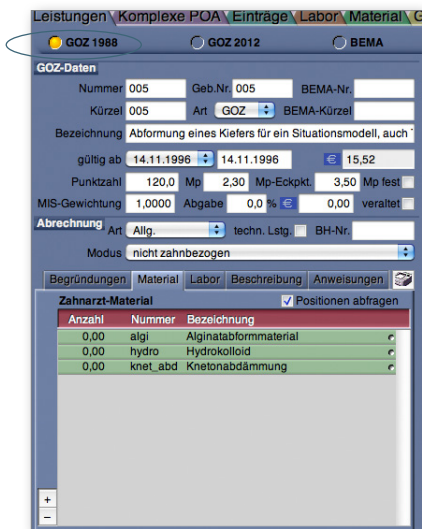 Leistungen Komplexe POA Einträge Labor Material G
GOZ 1988 GOZ 2012 BEMA
GOZ-Daten
Nummer 005 Geb.Nr. 005 BEMA-Nr.
Kürzel 005 Art GOZ BEMA-Kürzel
Bezeichnung Abformung eines Kiefers für ein Situationsmodell, auch
gültig ab 14.11.1996 14.11.1996 € 15,52
Punktzahl 120,0 Mp 2,30 Mp-Eckpkt. 3,50 Mp fest
MIS-Gewichtung 1,0000 Abgabe 0,0 % € 0,00 veraltet
Abrechnung Art Allg. techn. Lstg. BH-Nr.
Modus nicht zahnbezogen
Begründungen Material Labor Beschreibung Anweisungen
Zahnarzt-Material Positionen abfragen
Anzahl Nummer Bezeichnung
0,00 algi Alginatabformmaterial
0,00 hydro Hydrokolloid
0,00 knet_abd Knetonabdämmung
+
−